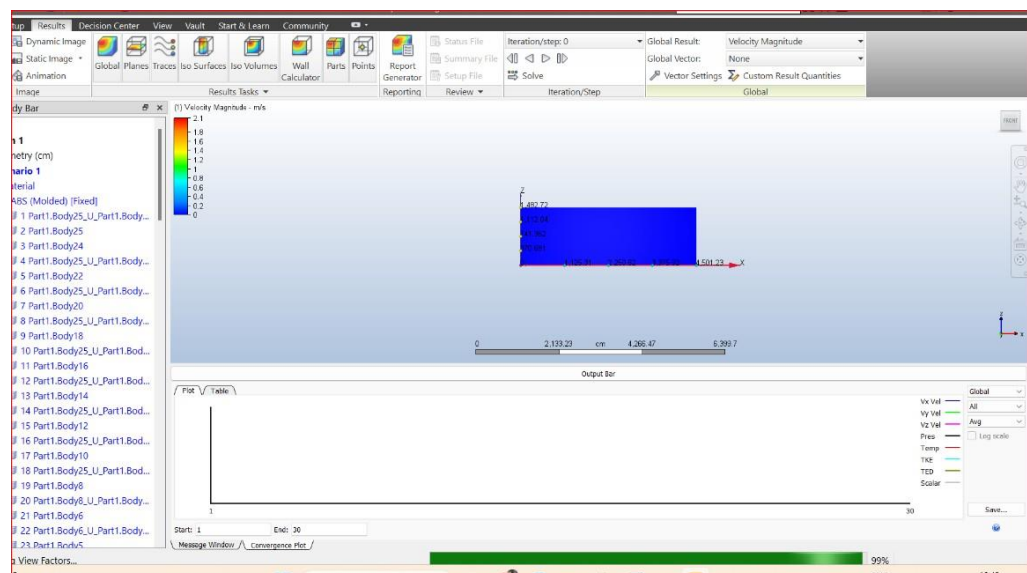 tup Results Decision Center View Vault Start & Learn Community
Dynamic Image
Static Image
Animation
Image
Global Planes Traces Iso Surfaces Iso Volumes Wall Calculator Parts Points
Results Tasks
Report Generator
Reporting
Status File
Summary File
Setup File
Review
Iteration/step: 0
Solve
Iteration/Step
Global Result: Velocity Magnitude
Global Vector: None
Vector Settings Custom Result Quantities
Global
dy Bar
n 1
netry (cm)
nario 1
terial
ABS (Molded) [Fixed]
1 Part1.Body25_U_Part1.Body...
2 Part1.Body25
3 Part1.Body24
4 Part1.Body25_U_Part1.Body...
5 Part1.Body22
6 Part1.Body25_U_Part1.Body...
7 Part1.Body20
8 Part1.Body25_U_Part1.Body...
9 Part1.Body18
10 Part1.Body25_U_Part1.Bod...
11 Part1.Body16
12 Part1.Body25_U_Part1.Bod...
13 Part1.Body14
14 Part1.Body25_U_Part1.Bod...
15 Part1.Body12
16 Part1.Body25_U_Part1.Bod...
17 Part1.Body10
18 Part1.Body25_U_Part1.Bod...
19 Part1.Body8
20 Part1.Body8_U_Part1.Body...
21 Part1.Body6
22 Part1.Body6_U_Part1.Body...
23 Part1.Body5
View Factors...
(1) Velocity Magnitude - m/s
2.1
1.8
1.6
1.4
1.2
1
0.8
0.6
0.4
0.2
0
FRONT
Z
1,492.72
4,501.23 X
0 2,133.23 cm 4,266.47 6,399.7
z
x
Output Bar
Plot Table
Vx Vel
Vy Vel
Vz Vel
Pres
Temp
TKE
TED
Scalar
Global
All
Avg
Log scale
1 30
Save...
Start: 1 End: 30
Message Window Convergence Plot
99%